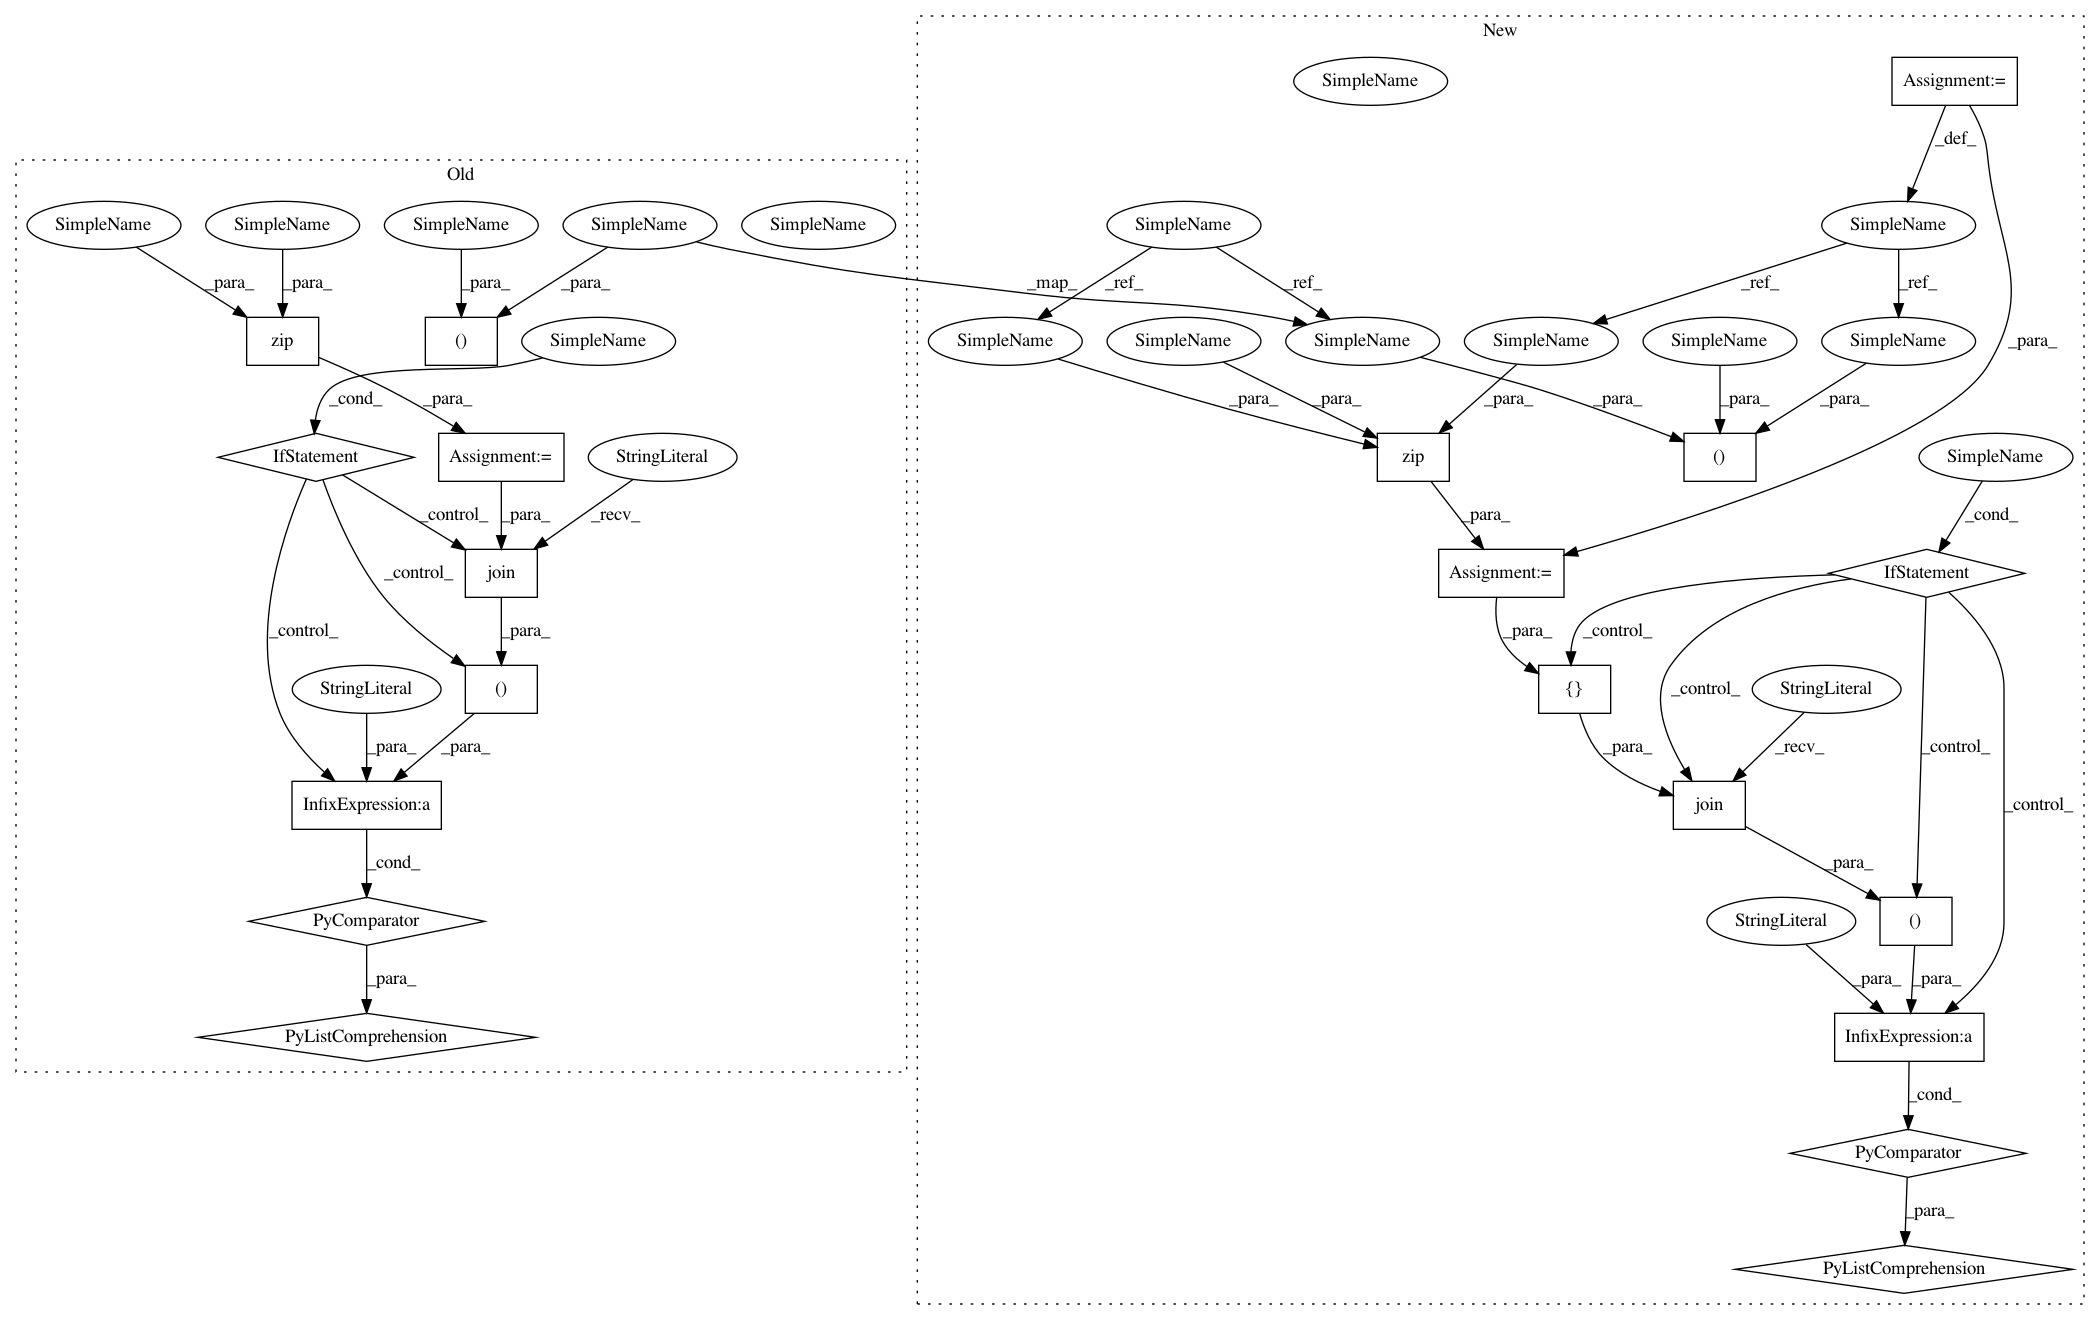 New
SimpleName
Assignment:=
_def_
Old
SimpleName
SimpleName
SimpleName
SimpleName
SimpleName
SimpleName
SimpleName
_para_
_para_
_para_
_para_
_map_
_ref_
_ref_
_ref_
_ref_
zip
()
SimpleName
SimpleName
SimpleName
SimpleName
SimpleName
SimpleName
SimpleName
_para_
_cond_
_para_
_para_
_para_
_para_
_para_
_para_
_para_
IfStatement
Assignment:=
StringLiteral
zip
()
SimpleName
_control_
_para_
_recv_
_para_
_cond_
join
Assignment:=
IfStatement
_control_
_control_
_para_
_para_
_control_
StringLiteral
()
{}
_control_
StringLiteral
_para_
_para_
_para_
_recv_
_control_
InfixExpression:a
join
_control_
_cond_
_para_
PyComparator
StringLiteral
()
_para_
_para_
_para_
PyListComprehension
InfixExpression:a
_cond_
PyComparator
_para_
PyListComprehension